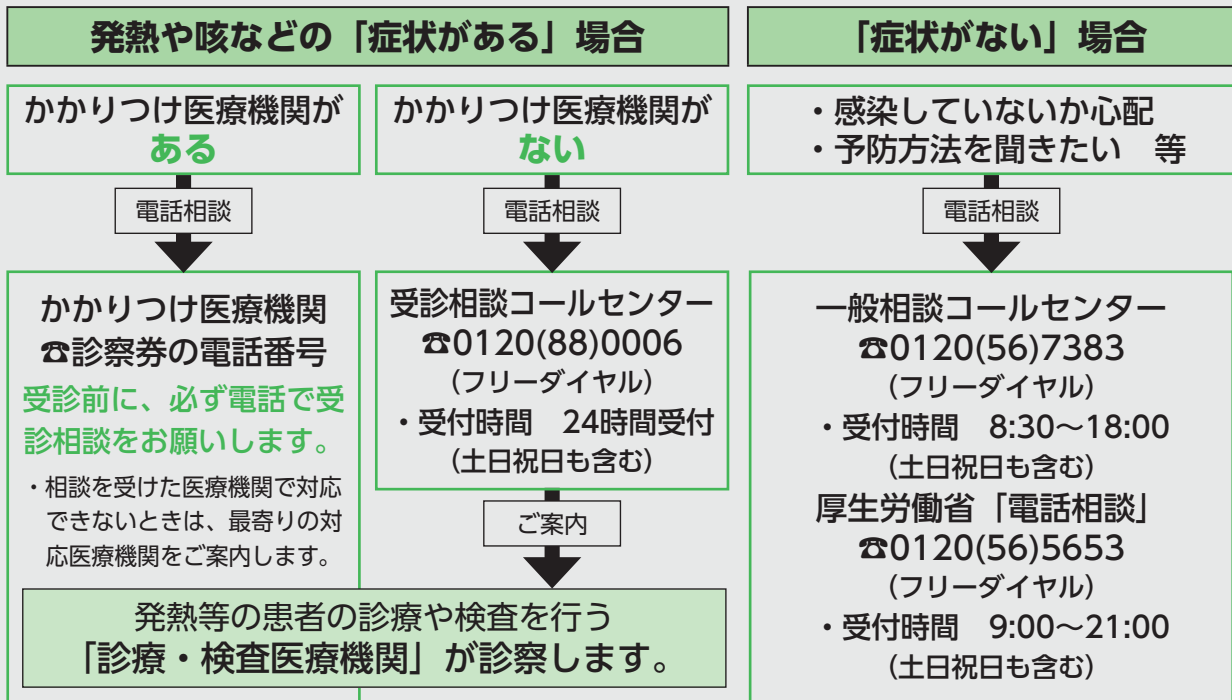 発熱や咳などの「症状がある」場合
かかりつけ医療機関が
ある
電話相談
かかりつけ医療機関
☎診察券の電話番号
受診前に、必ず電話で受
診相談をお願いします。
・相談を受けた医療機関で対応
できないときは、最寄りの対
応医療機関をご案内します。
かかりつけ医療機関が
ない
電話相談
受診相談コールセンター
☎0120(88)0006
(フリーダイヤル)
・受付時間　24時間受付
(土日祝日も含む)
ご案内
発熱等の患者の診療や検査を行う
「診療・検査医療機関」が診察します。
「症状がない」場合
・感染していないか心配
・予防方法を聞きたい　等
電話相談
一般相談コールセンター
☎0120(56)7383
(フリーダイヤル)
・受付時間　8:30～18:00
(土日祝日も含む)
厚生労働省「電話相談」
☎0120(56)5653
(フリーダイヤル)
・受付時間　9:00～21:00
(土日祝日も含む)